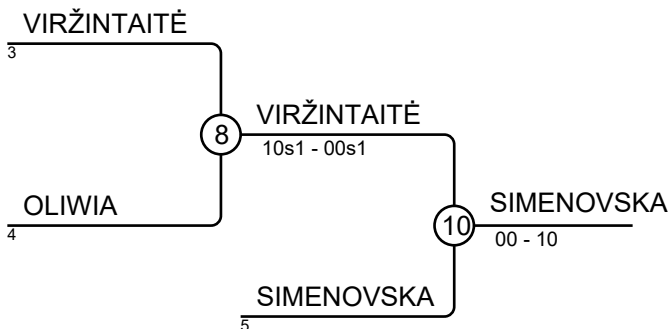 VIRŽINTAITĖ
3
8
VIRŽINTAITĖ
10s1 - 00s1
OLIWIA
4
10
SIMENOVSKA
00 - 10
SIMENOVSKA
5